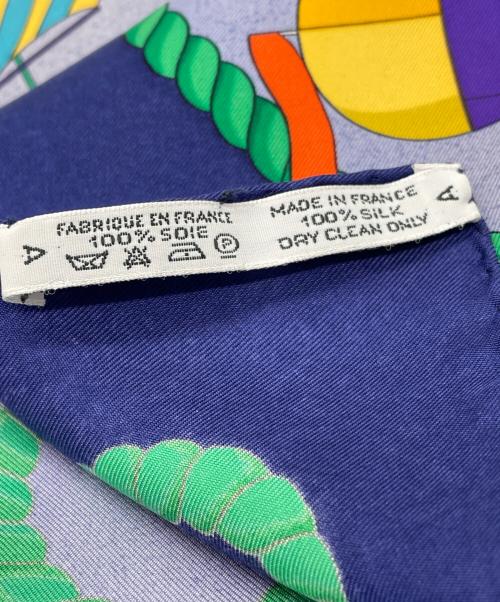 A
FABRIQUE EN FRANCE
100% SOIE
P
MADE IN FRANCE
100% SILK
DRY CLEAN ONLY
A